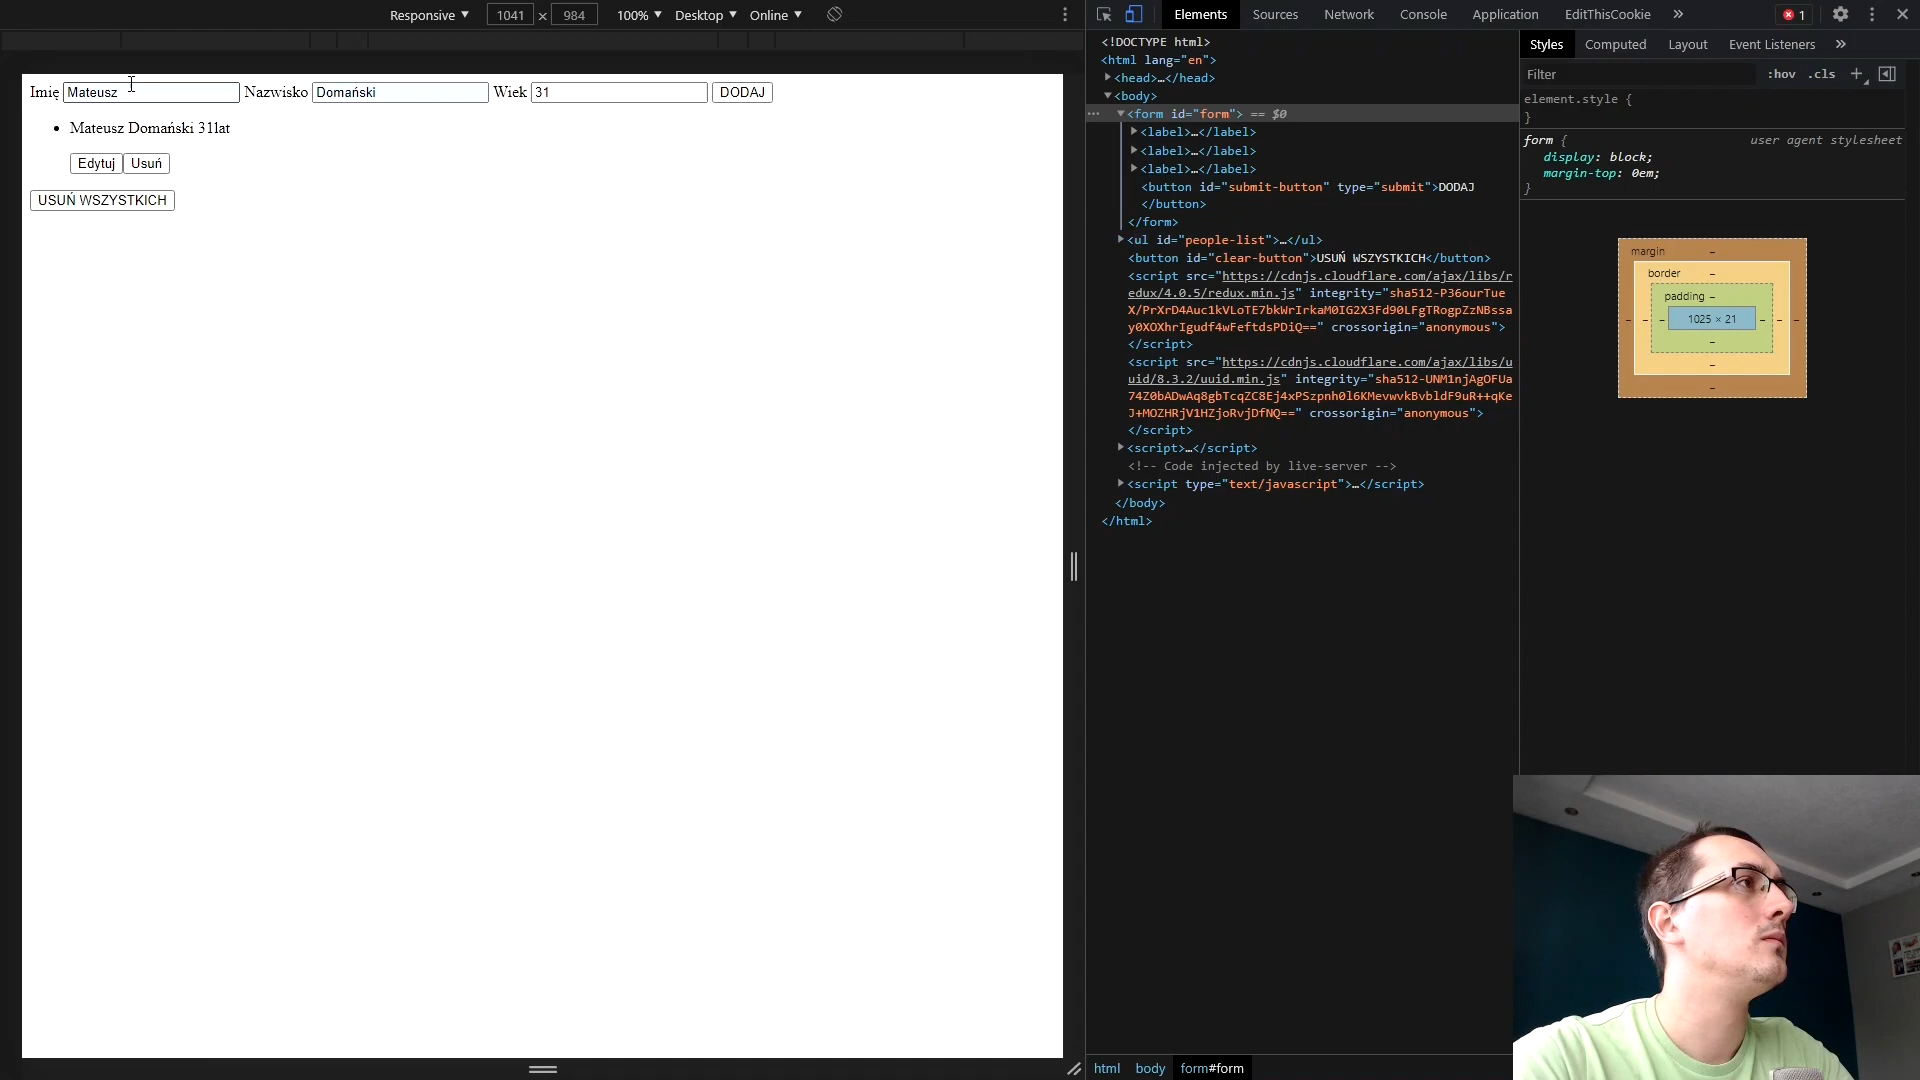 Responsive ▼ 1041 × 984 100% ▼ Desktop ▼ Online ▼
Imię Mateusz Nazwisko Domański Wiek 31 DODAJ
• Mateusz Domański 31lat
Edytuj Usuń
USUŃ WSZYSTKICH
Elements Sources Network Console Application EditThisCookie » 1
<!DOCTYPE html>
<html lang="en">
<head>…</head>
<body>
… <form id="form"> == $0
<label>…</label>
<label>…</label>
<label>…</label>
<button id="submit-button" type="submit">DODAJ
</button>
</form>
<ul id="people-list">…</ul>
<button id="clear-button">USUŃ WSZYSTKICH</button>
<script src="https://cdnjs.cloudflare.com/ajax/libs/r
edux/4.0.5/redux.min.js" integrity="sha512-P36ourTue
X/PrXrD4Auc1kVLoTE7bkWrIrkaM0IG2X3Fd90LFgTRogpZzNBssa
y0XOXhrIgudf4wFeftdsPDiQ==" crossorigin="anonymous">
</script>
<script src="https://cdnjs.cloudflare.com/ajax/libs/u
uid/8.3.2/uuid.min.js" integrity="sha512-UNM1njAgOFUa
74Z0bADwAq8gbTcqZC8Ej4xPSzpnh0l6KMevwvkBvbldF9uR++qKe
J+MOZHRjV1HZjoRvjDfNQ==" crossorigin="anonymous">
</script>
<script>…</script>
<!-- Code injected by live-server -->
<script type="text/javascript">…</script>
</body>
</html>
html body form#form
Styles Computed Layout Event Listeners »
Filter :hov .cls +
element.style {
}
form { user agent stylesheet
display: block;
margin-top: 0em;
}
margin –
border –
padding –
– – – 1025 × 21 – – –
–
–
–